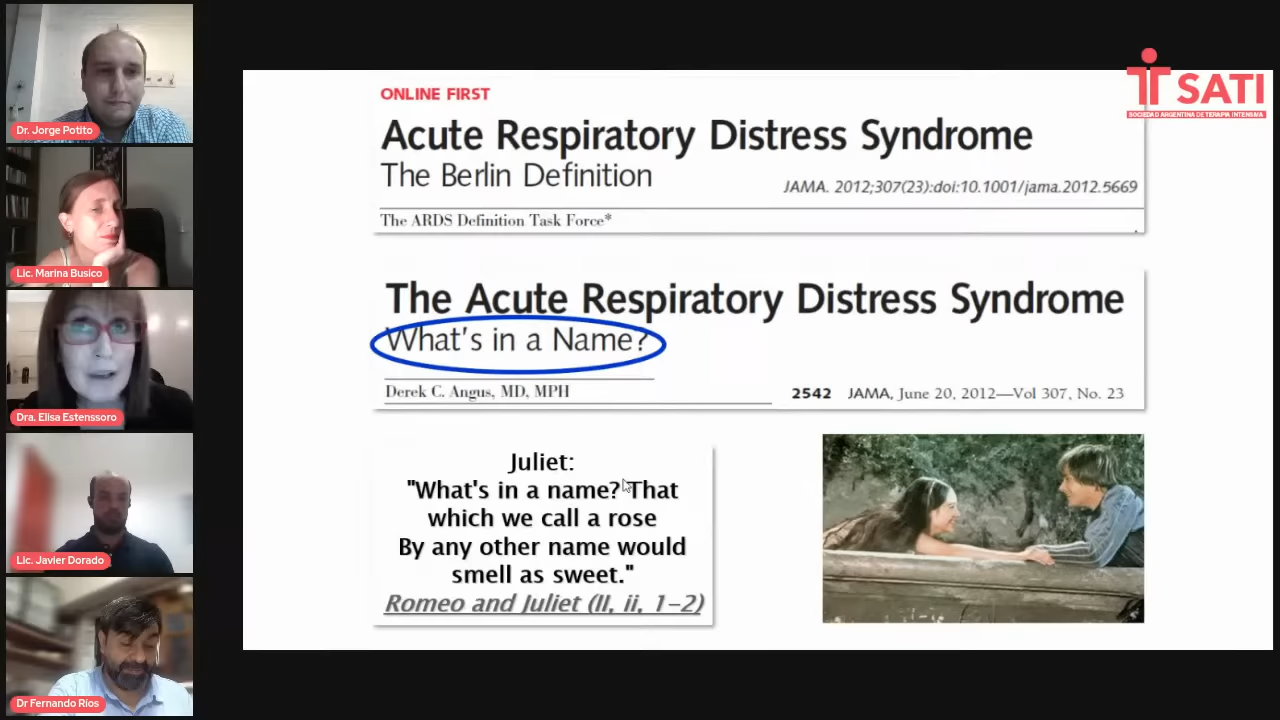 Dr. Jorge Potito
Lic. Marina Busico
Dra. Elisa Estenssoro
Lic. Javier Dorado
Dr Fernando Ríos
SATI
SOCIEDAD ARGENTINA DE TERAPIA INTENSIVA
ONLINE FIRST
Acute Respiratory Distress Syndrome
The Berlin Definition
JAMA. 2012;307(23):doi:10.1001/jama.2012.5669
The ARDS Definition Task Force*
The Acute Respiratory Distress Syndrome
What's in a Name?
Derek C. Angus, MD, MPH
2542 JAMA, June 20, 2012—Vol 307, No. 23
Juliet:
"What's in a name? That
which we call a rose
By any other name would
smell as sweet."
Romeo and Juliet (II, ii, 1-2)